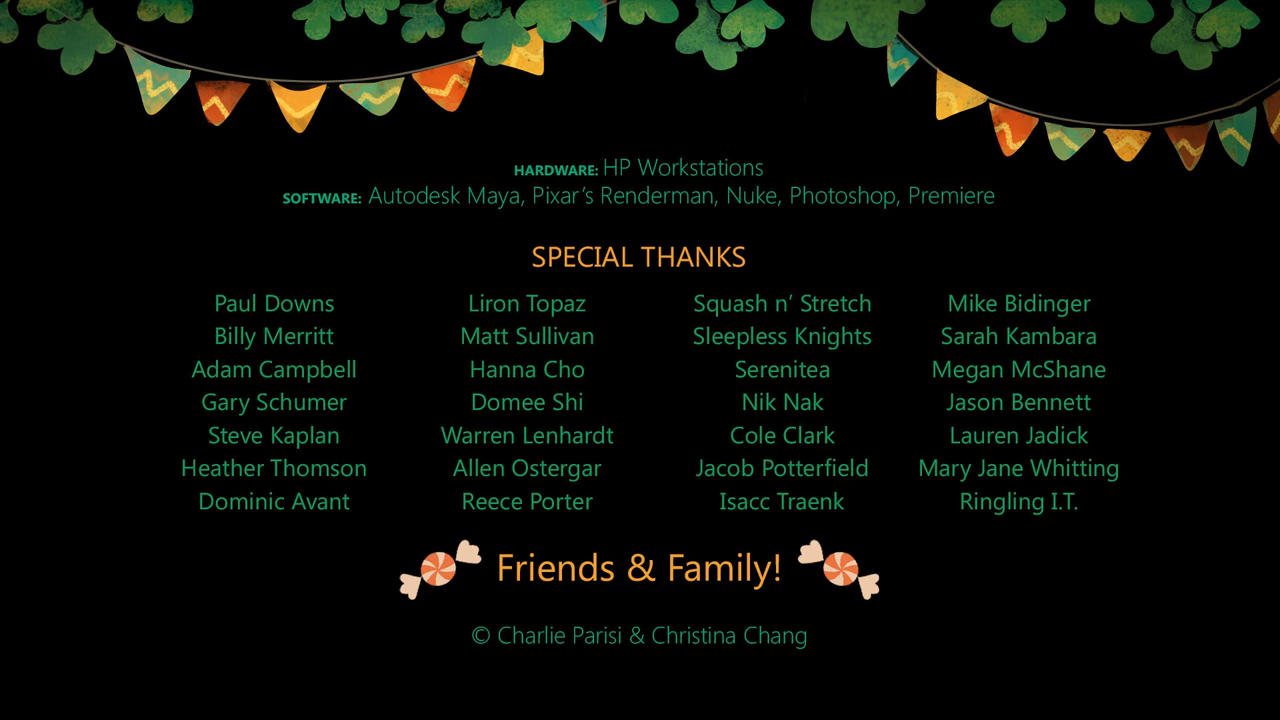 HARDWARE: HP Workstations
SOFTWARE: Autodesk Maya, Pixar's Renderman, Nuke, Photoshop, Premiere
SPECIAL THANKS
Paul Downs Liron Topaz Squash n' Stretch Mike Bidinger
Billy Merritt Matt Sullivan Sleepless Knights Sarah Kambara
Adam Campbell Hanna Cho Serenitea Megan McShane
Gary Schumer Domee Shi Nik Nak Jason Bennett
Steve Kaplan Warren Lenhardt Cole Clark Lauren Jadick
Heather Thomson Allen Ostergar Jacob Potterfield Mary Jane Whitting
Dominic Avant Reece Porter Isacc Traenk Ringling I.T.
Friends & Family!
© Charlie Parisi & Christina Chang